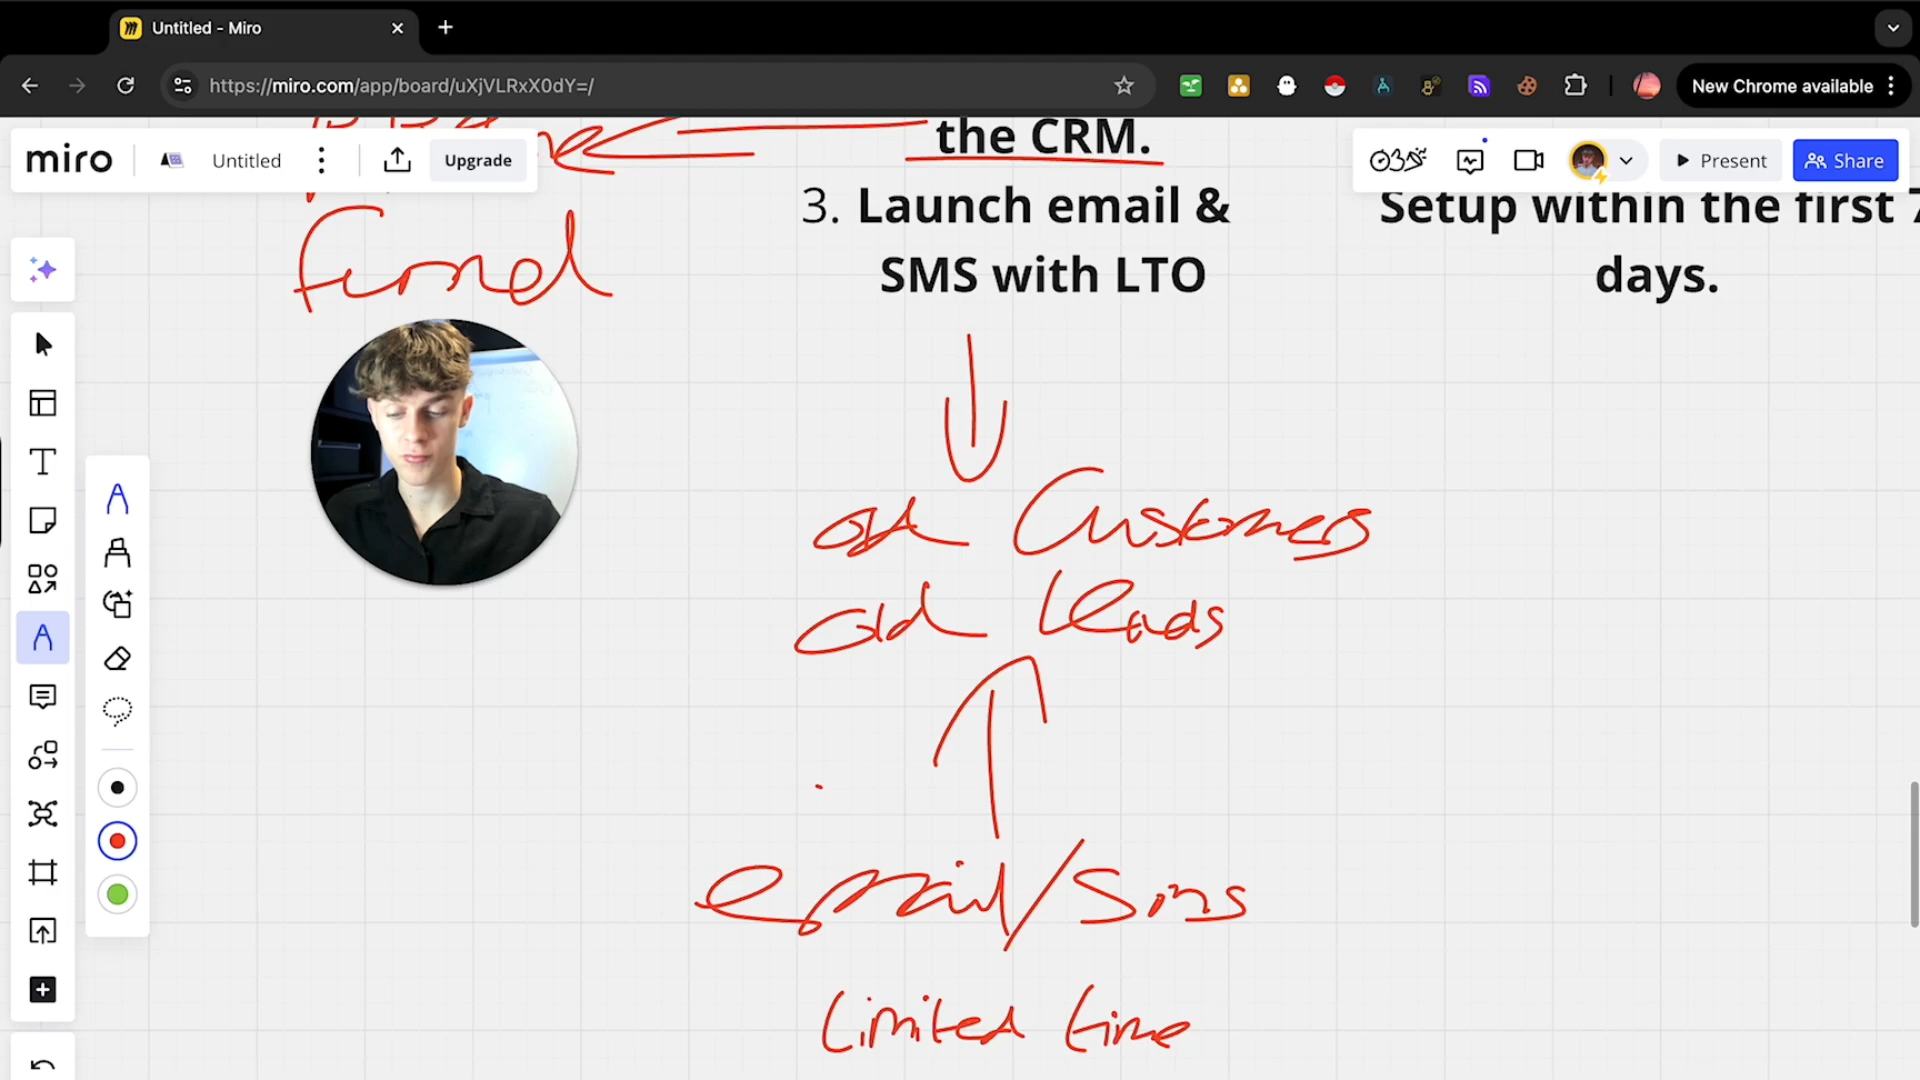 Untitled - Miro
https://miro.com/app/board/uXjVLRxX0dY=/
New Chrome available
miro
Untitled
Upgrade
Present
Share
the CRM.
3. Launch email &
SMS with LTO
Setup within the first 7
days.
Funnel
old Customers
old leads
email/sms
limited time